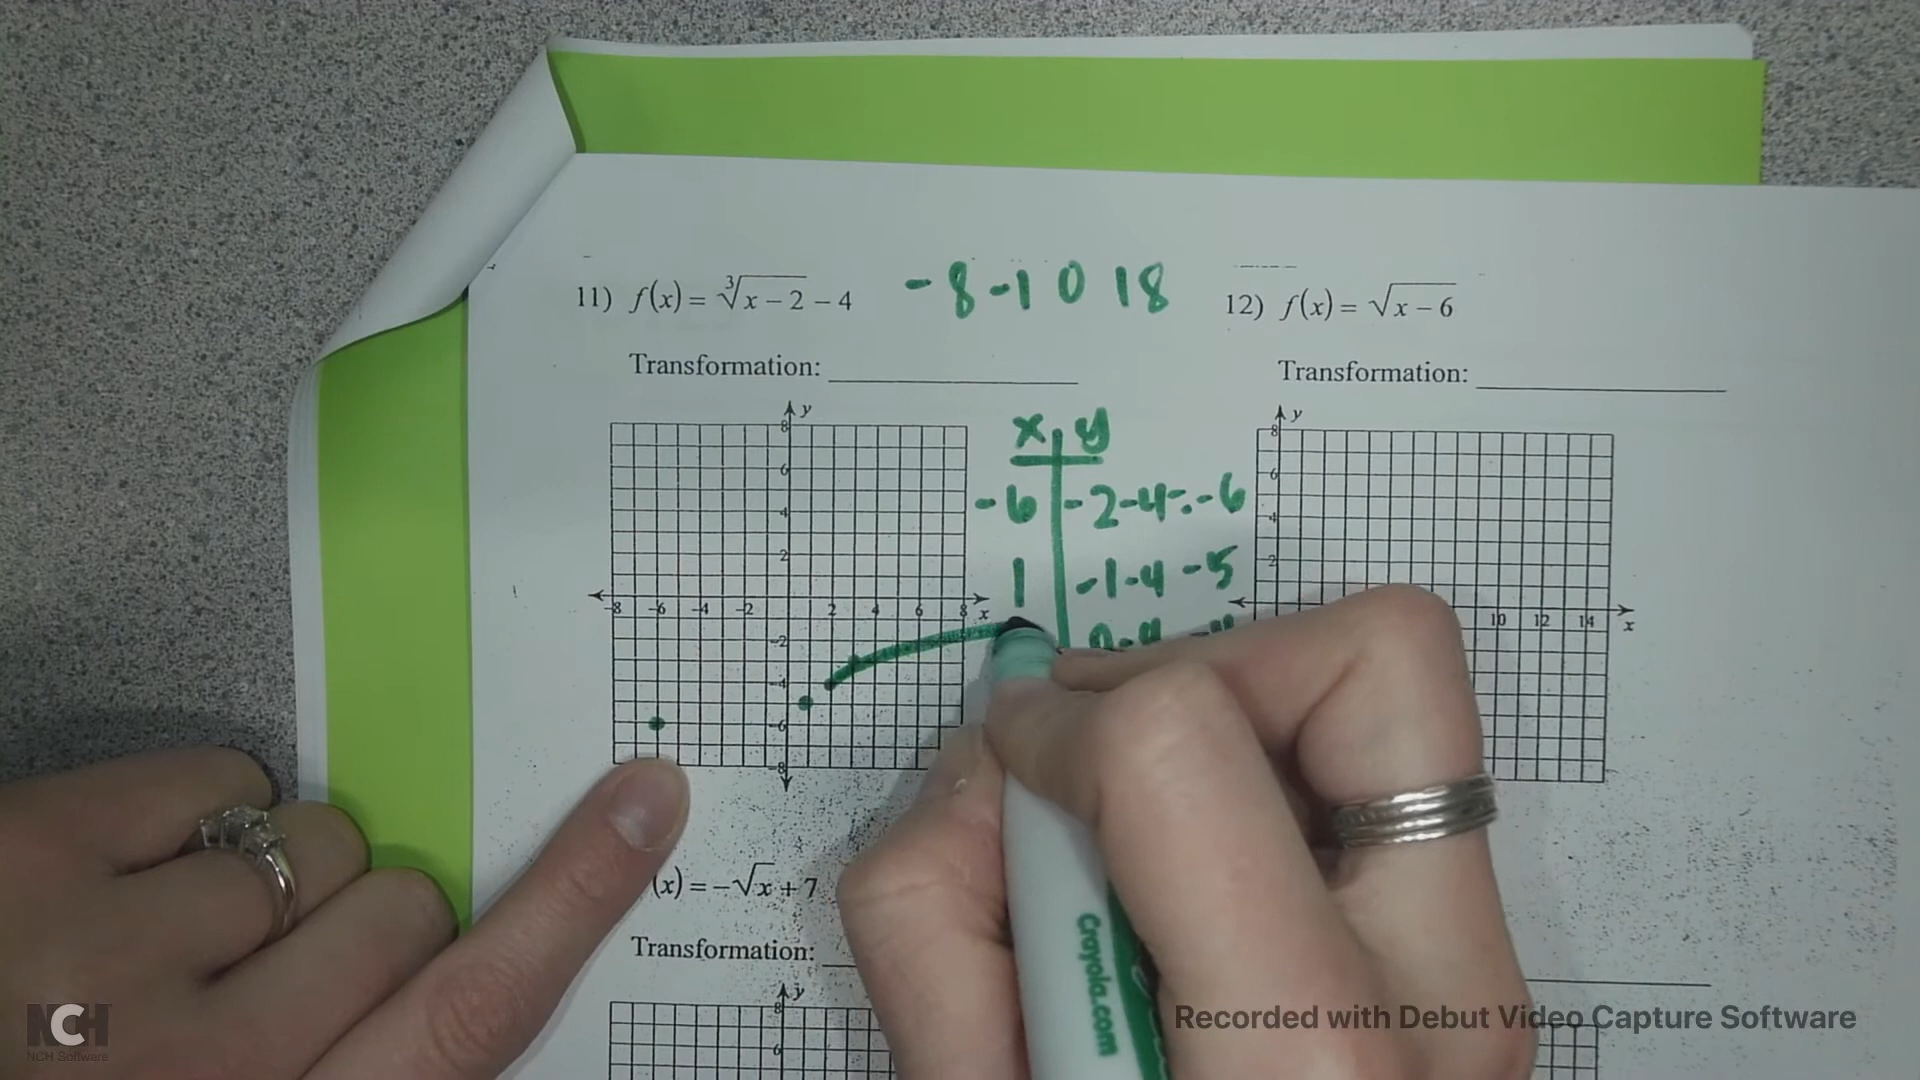 11) f(x) = ∛(x − 2) − 4
-8 -1 0 1 8
12) f(x) = √(x − 6)
Transformation:
Transformation:
x y
-6 -2-4=-6
1 -1-4 -5
0-4
y
8
6
4
2
-8 -6 -4 -2 2 4 6 8 x
-2
-4
-6
-8
y
8
6
4
2
10 12 14 x
(x) = −√x + 7
Transformation:
y
8
6
Crayola.com
NCH
NCH Software
Recorded with Debut Video Capture Software